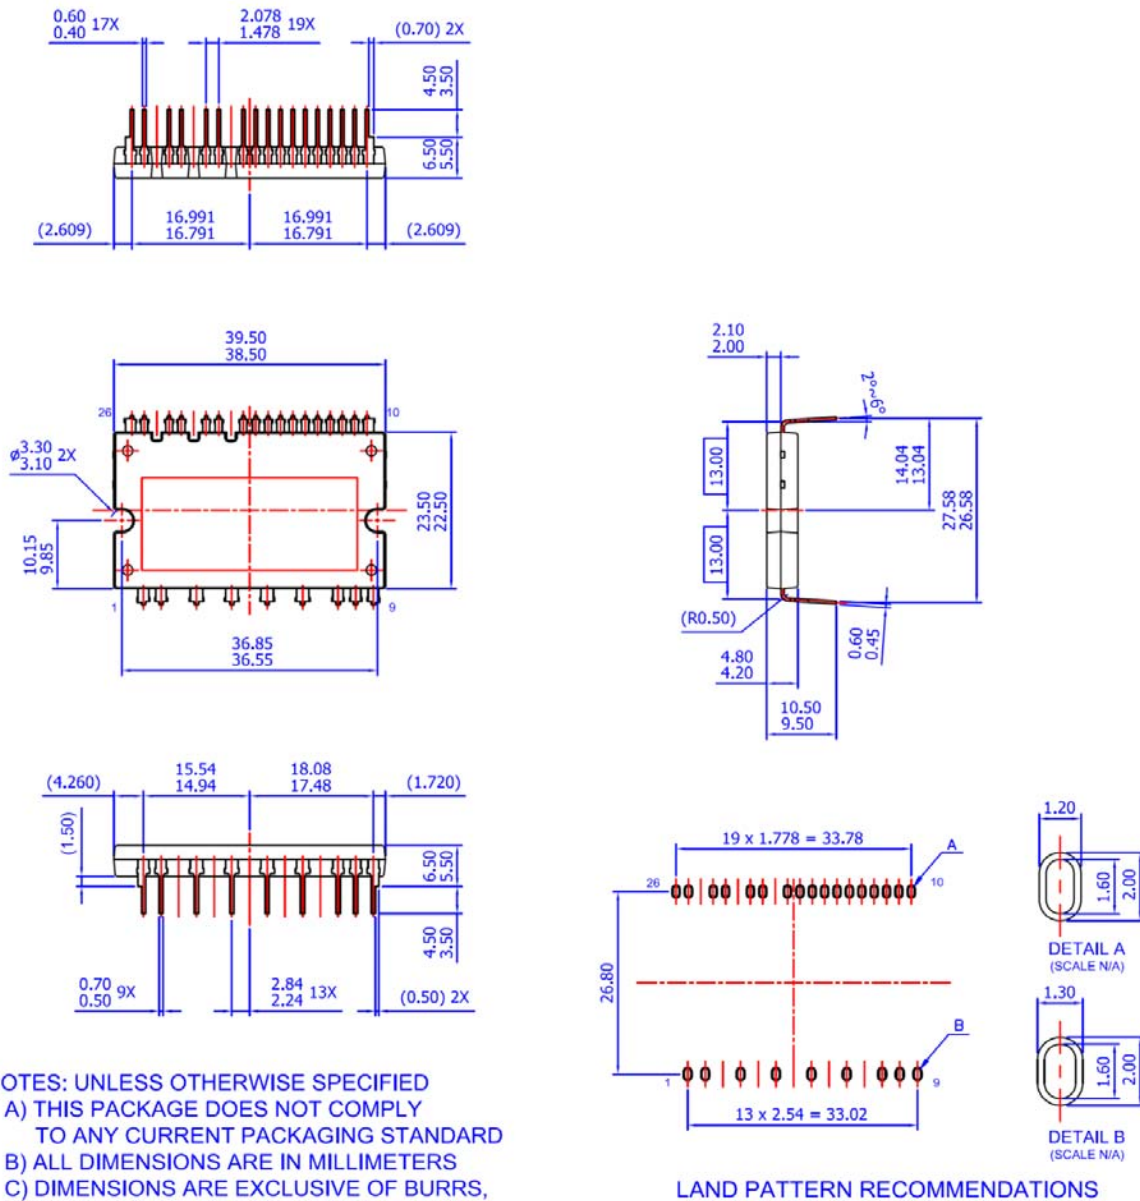 0.60
0.40 17X
2.078
1.478 19X
(0.70) 2X
4.50
3.50
6.50
5.50
16.991
16.791
16.991
16.791
(2.609)
(2.609)
39.50
38.50
26
10
ø3.30
3.10 2X
23.50
22.50
10.15
9.85
1
9
36.85
36.55
2.10
2.00
2°~6°
13.00
13.00
14.04
13.04
27.58
26.58
(R0.50)
0.60
0.45
4.80
4.20
10.50
9.50
(4.260)
15.54
14.94
18.08
17.48
(1.720)
(1.50)
6.50
5.50
4.50
3.50
0.70
0.50 9X
2.84
2.24 13X
(0.50) 2X
19 x 1.778 = 33.78
A
26
10
26.80
B
1
9
13 x 2.54 = 33.02
1.20
1.60
2.00
DETAIL A
(SCALE N/A)
1.30
1.60
2.00
DETAIL B
(SCALE N/A)
OTES: UNLESS OTHERWISE SPECIFIED
A) THIS PACKAGE DOES NOT COMPLY
TO ANY CURRENT PACKAGING STANDARD
B) ALL DIMENSIONS ARE IN MILLIMETERS
C) DIMENSIONS ARE EXCLUSIVE OF BURRS,
LAND PATTERN RECOMMENDATIONS